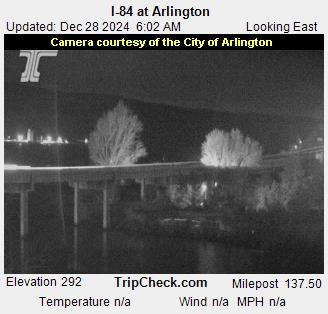 I-84 at Arlington
Updated: Dec 28 2024 6:02 AM Looking East
Camera courtesy of the City of Arlington
Elevation 292 TripCheck.com Milepost 137.50
Temperature n/a Wind n/a MPH n/a